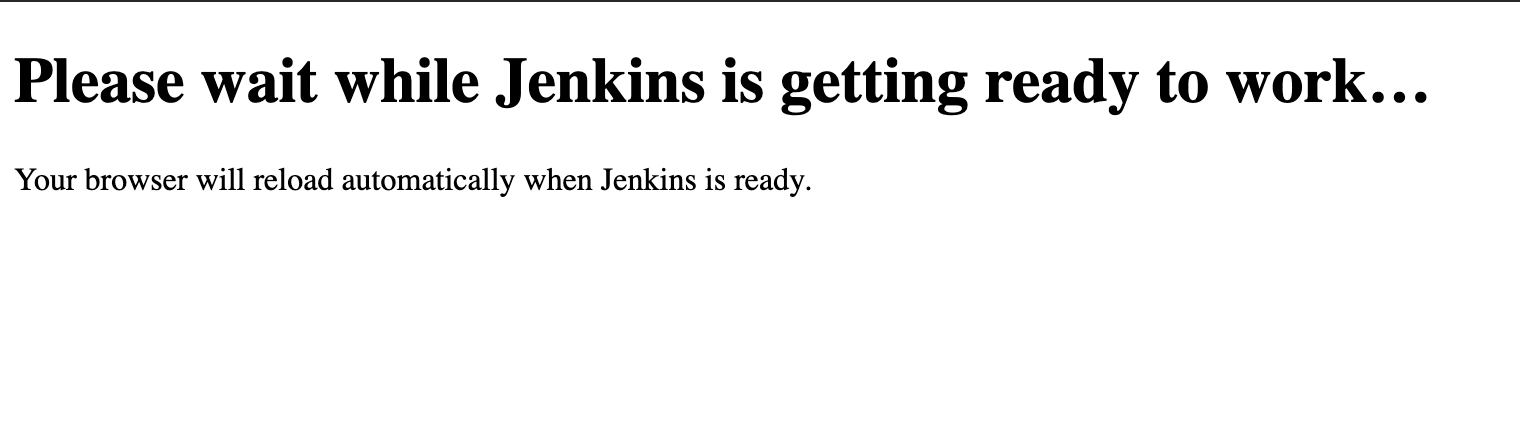 Please wait while Jenkins is getting ready to work…
Your browser will reload automatically when Jenkins is ready.